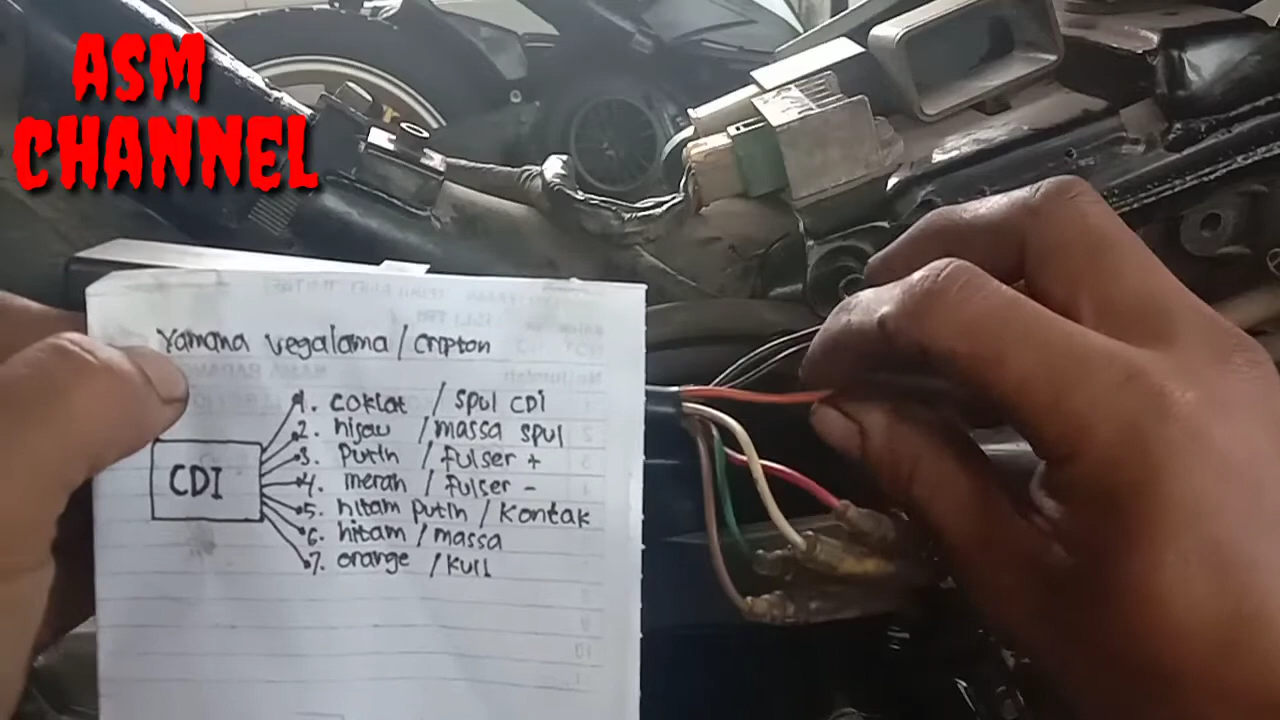 ASM
CHANNEL
Yamaha vegalama / cripton
1. coklat / spul CDI
2. hijau / massa spul
3. Putih / fulser +
4. merah / fulser -
5. hitam putih / kontak
6. hitam / massa
7. orange / kuil
CDI